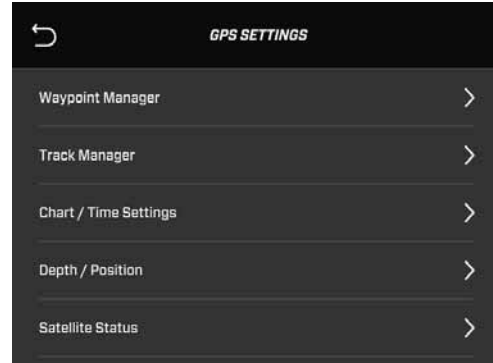 GPS SETTINGS
Waypoint Manager
Track Manager
Chart / Time Settings
Depth / Position
Satellite Status